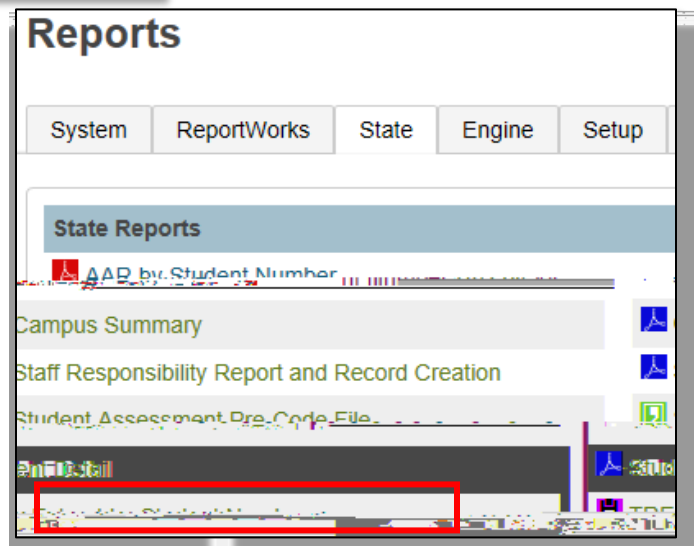 Reports
System ReportWorks State Engine Setup
State Reports
AAR by Student Number
Campus Summary
Staff Responsibility Report and Record Creation
Student Assessment Pre-Code File
Detail